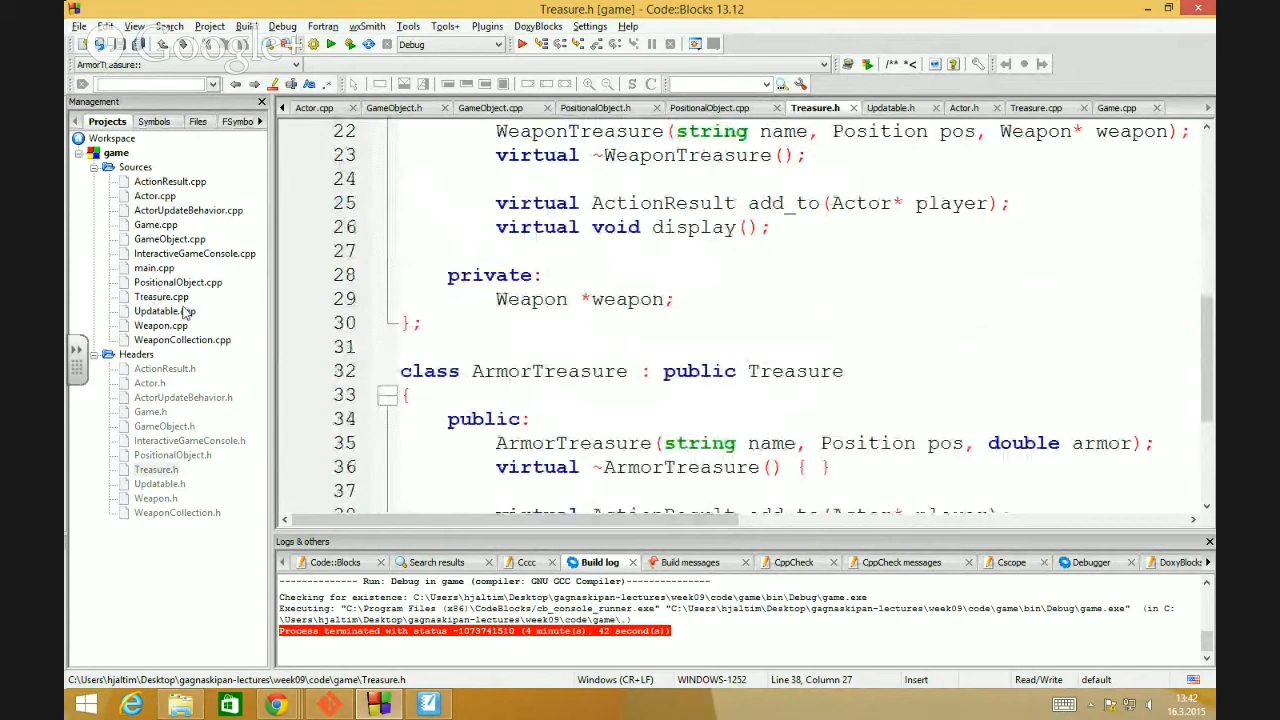 Treasure.h [game] - Code::Blocks 13.12
File Edit View Search Project Build Debug Fortran wxSmith Tools Tools+ Plugins DoxyBlocks Settings Help
Google
Debug
ArmorTreasure::
/** *<
S C
Management
Projects Symbols Files FSymbo
Actor.cpp GameObject.h GameObject.cpp PositionalObject.h PositionalObject.cpp Treasure.h Updatable.h Actor.h Treasure.cpp Game.cpp
Workspace
game
Sources
ActionResult.cpp
Actor.cpp
ActorUpdateBehavior.cpp
Game.cpp
GameObject.cpp
InteractiveGameConsole.cpp
main.cpp
PositionalObject.cpp
Treasure.cpp
Updatable.cpp
Weapon.cpp
WeaponCollection.cpp
Headers
ActionResult.h
Actor.h
ActorUpdateBehavior.h
Game.h
GameObject.h
InteractiveGameConsole.h
PositionalObject.h
Treasure.h
Updatable.h
Weapon.h
WeaponCollection.h
22 WeaponTreasure(string name, Position pos, Weapon* weapon);
23 virtual ~WeaponTreasure();
24
25 virtual ActionResult add_to(Actor* player);
26 virtual void display();
27
28 private:
29 Weapon *weapon;
30 };
31
32 class ArmorTreasure : public Treasure
33 {
34 public:
35 ArmorTreasure(string name, Position pos, double armor);
36 virtual ~ArmorTreasure() { }
37
38 virtual ActionResult add_to(Actor* player);
Logs & others
Code::Blocks Search results Cccc Build log Build messages CppCheck CppCheck messages Cscope Debugger DoxyBlocks
-------------- Run: Debug in game (compiler: GNU GCC Compiler)---------------
Checking for existence: C:\Users\hjaltim\Desktop\gagnaskipan-lectures\week09\code\game\bin\Debug\game.exe
Executing: "C:\Program Files (x86)\CodeBlocks/cb_console_runner.exe" "C:\Users\hjaltim\Desktop\gagnaskipan-lectures\week09\code\game\bin\Debug\game.exe" (in C:
\Users\hjaltim\Desktop\gagnaskipan-lectures\week09\code\game\.)
Process terminated with status -1073741510 (4 minute(s), 42 second(s))
C:\Users\hjaltim\Desktop\gagnaskipan-lectures\week09\code\game\Treasure.h Windows (CR+LF) WINDOWS-1252 Line 38, Column 27 Insert Read/Write default
13:42
16.3.2015